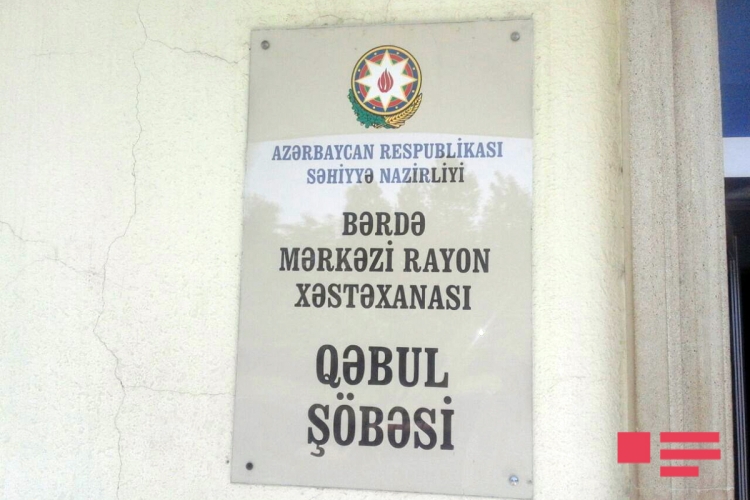 AZƏRBAYCAN RESPUBLİKASI
SƏHİYYƏ NAZİRLİYİ
BƏRDƏ
MƏRKƏZİ RAYON
XƏSTƏXANASI
QƏBUL
ŞÖBƏSİ